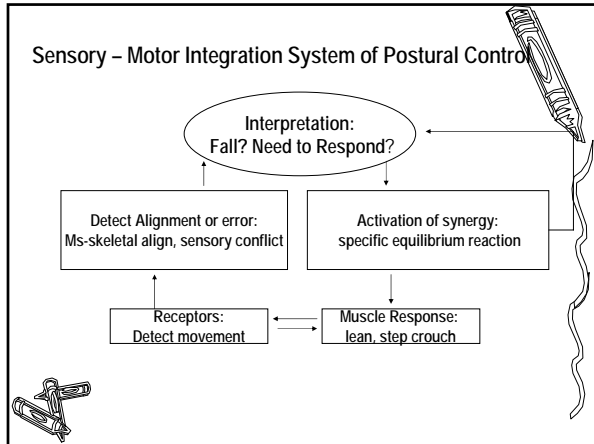 Sensory – Motor Integration System of Postural Control
Interpretation:
Fall? Need to Respond?
Detect Alignment or error:
Ms-skeletal align, sensory conflict
Activation of synergy:
specific equilibrium reaction
Receptors:
Detect movement
Muscle Response:
lean, step crouch